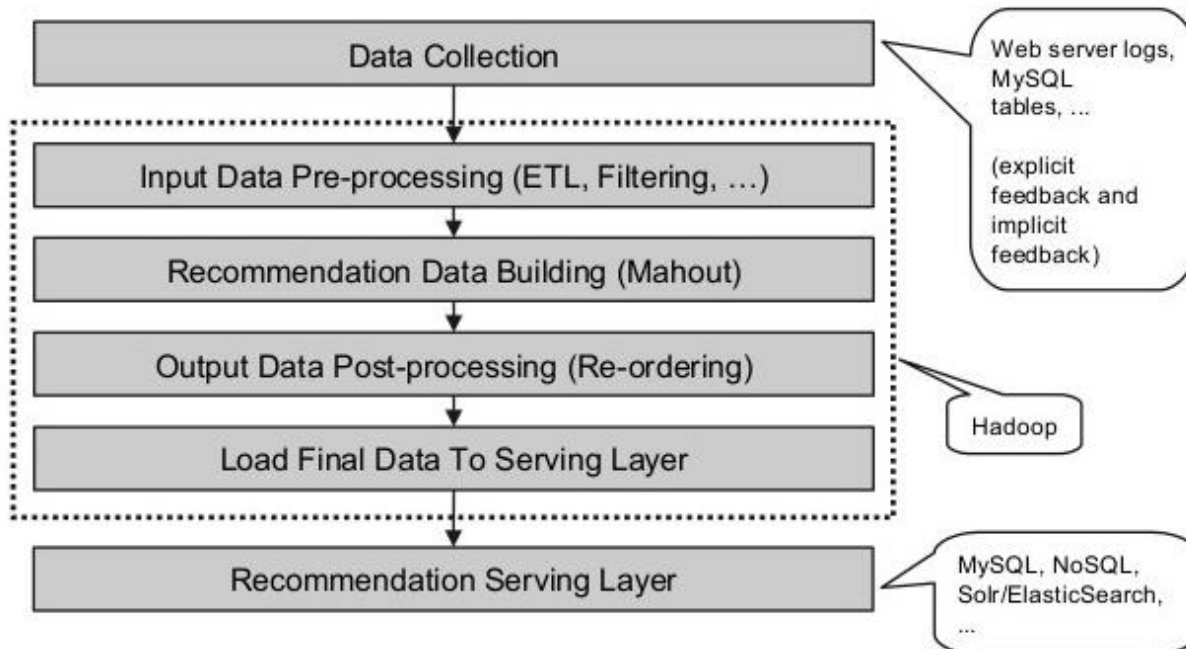 Data Collection
Web server logs,
MySQL
tables, ...
(explicit
feedback and
implicit
feedback)
Input Data Pre-processing (ETL, Filtering, …)
Recommendation Data Building (Mahout)
Output Data Post-processing (Re-ordering)
Hadoop
Load Final Data To Serving Layer
Recommendation Serving Layer
MySQL, NoSQL,
Solr/ElasticSearch,
...